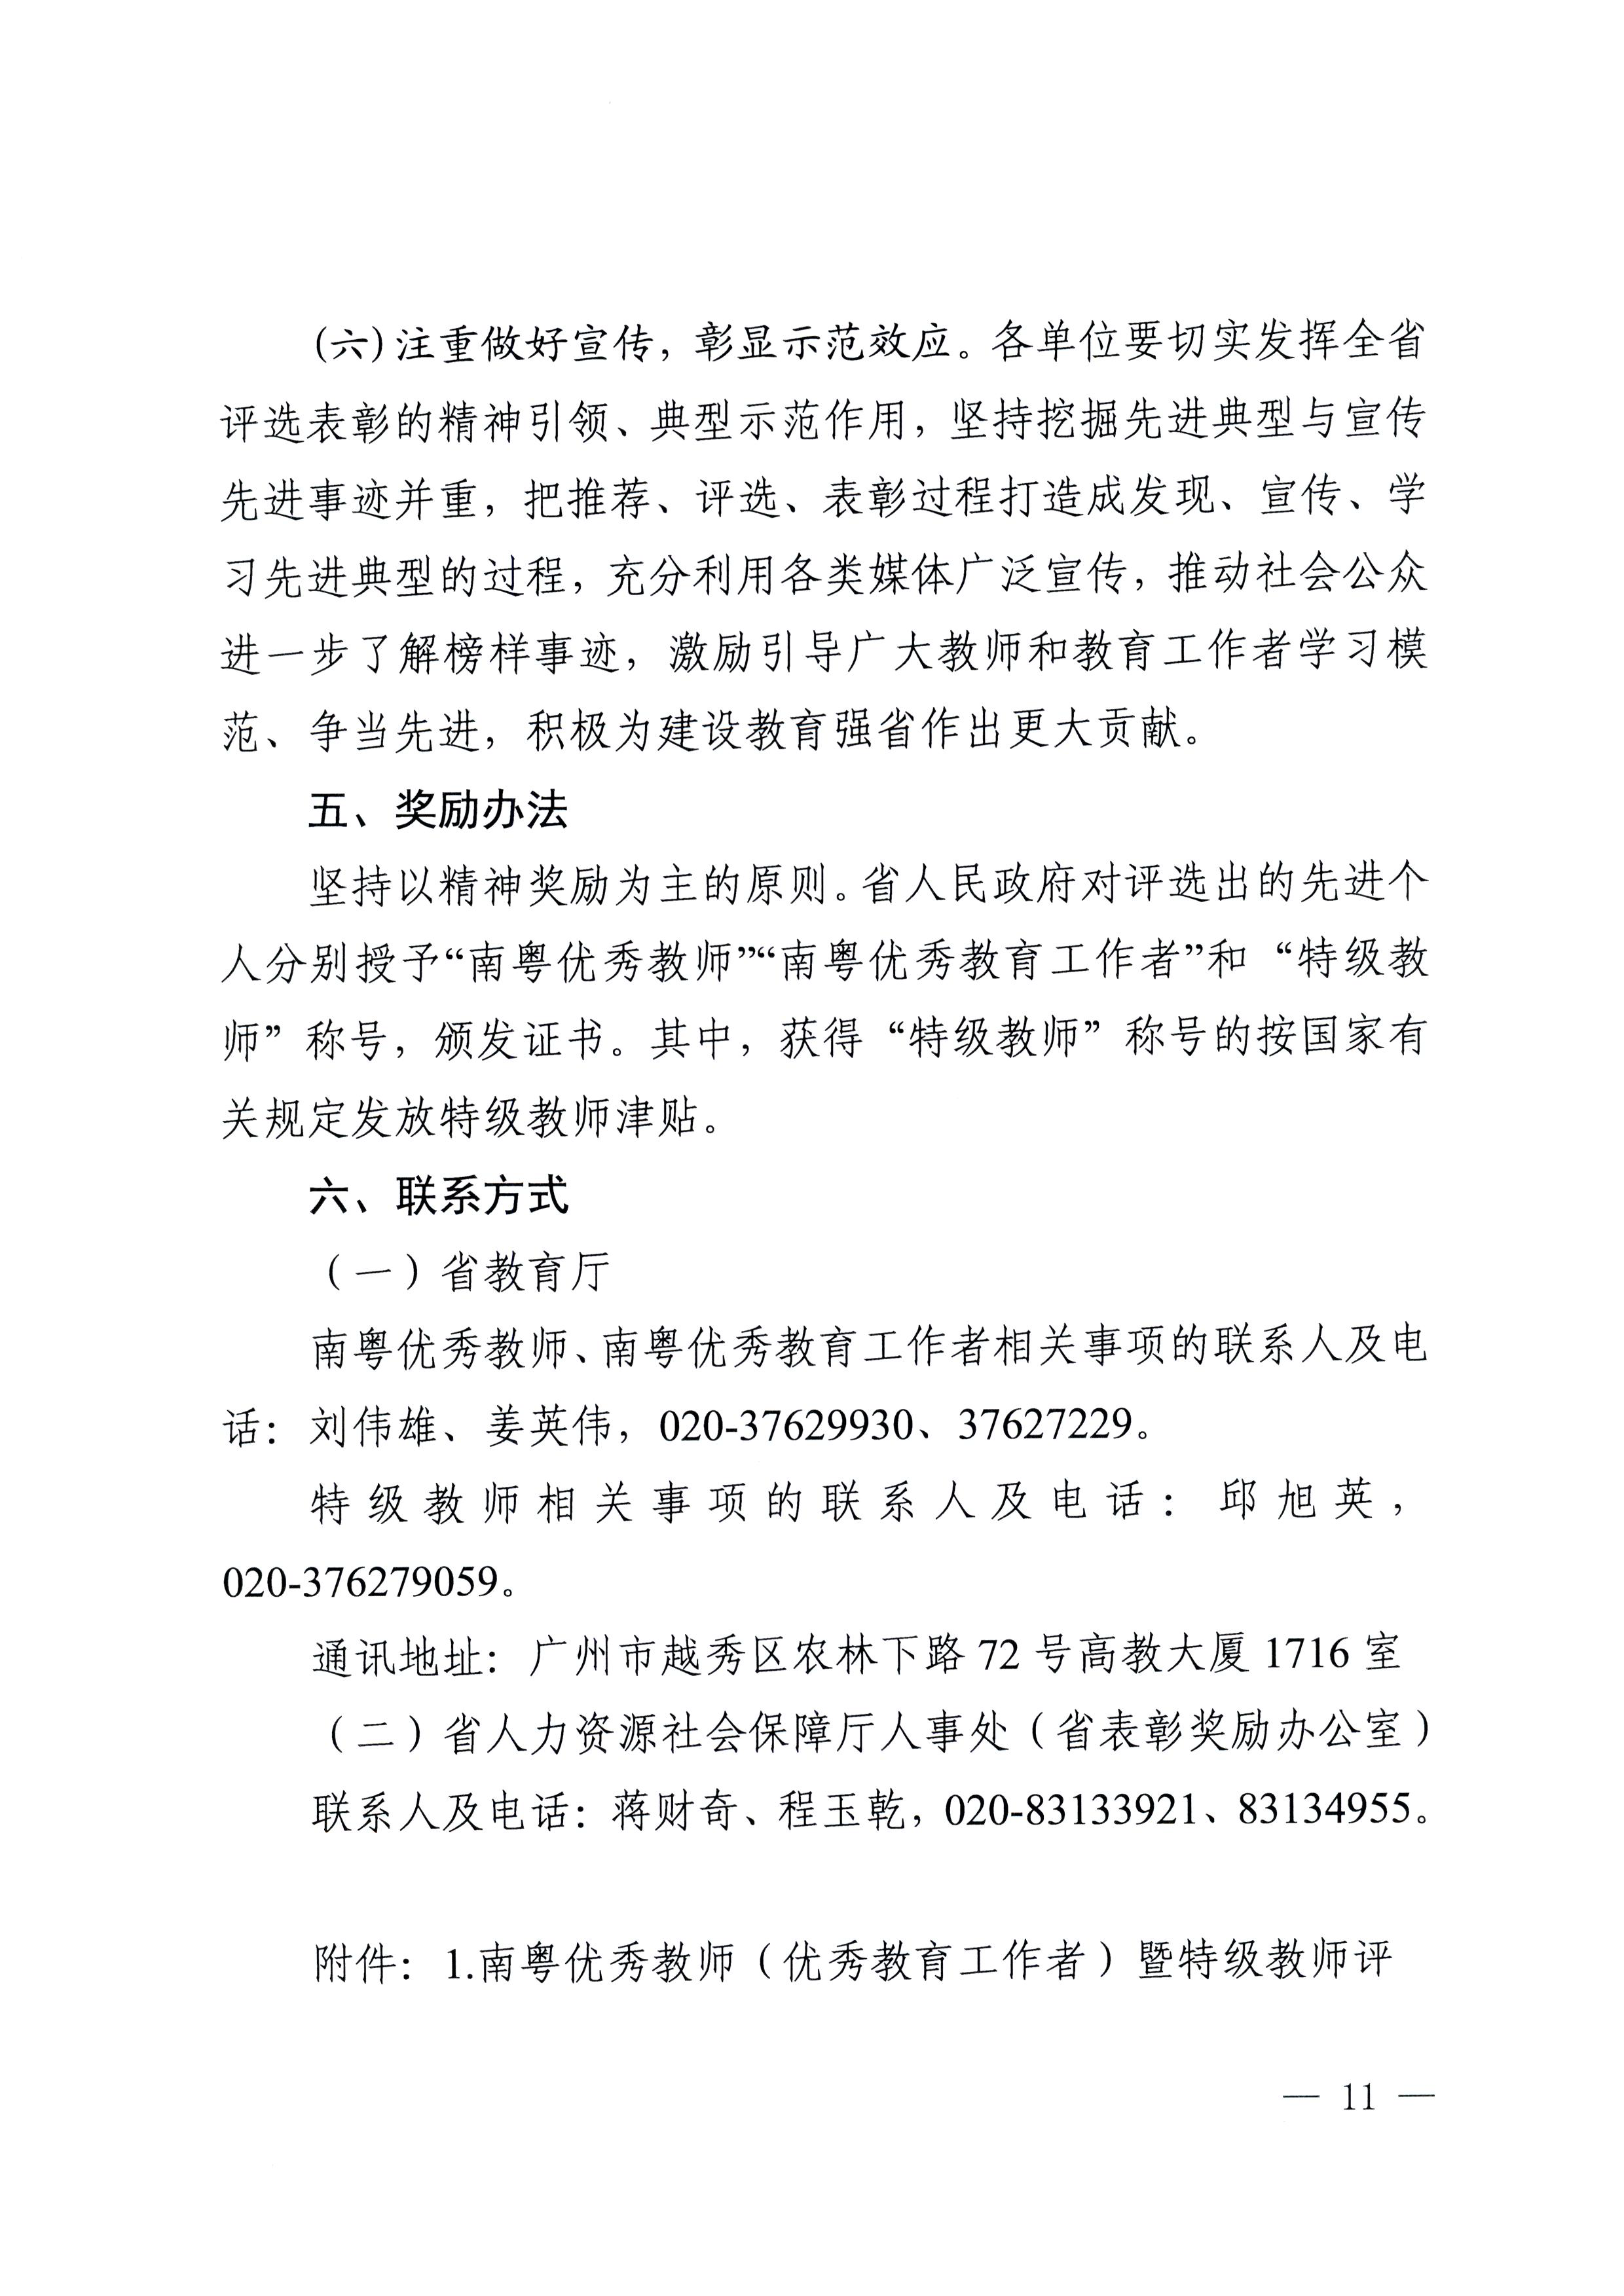 (六)注重做好宣传，彰显示范效应。各单位要切实发挥全省
评选表彰的精神引领、典型示范作用，坚持挖掘先进典型与宣传
先进事迹并重，把推荐、评选、表彰过程打造成发现、宣传、学
习先进典型的过程，充分利用各类媒体广泛宣传，推动社会公众
进一步了解榜样事迹，激励引导广大教师和教育工作者学习模
范、争当先进，积极为建设教育强省作出更大贡献。
五、奖励办法
坚持以精神奖励为主的原则。省人民政府对评选出的先进个
人分别授予“南粤优秀教师”“南粤优秀教育工作者”和“特级教
师”称号，颁发证书。其中，获得“特级教师”称号的按国家有
关规定发放特级教师津贴。
六、联系方式
（一）省教育厅
南粤优秀教师、南粤优秀教育工作者相关事项的联系人及电
话：刘伟雄、姜英伟，020-37629930、37627229。
特级教师相关事项的联系人及电话：邱旭英，
020-376279059。
通讯地址：广州市越秀区农林下路 72 号高教大厦 1716 室
（二）省人力资源社会保障厅人事处（省表彰奖励办公室）
联系人及电话：蒋财奇、程玉乾，020-83133921、83134955。
附件：1.南粤优秀教师（优秀教育工作者）暨特级教师评
— 11 —